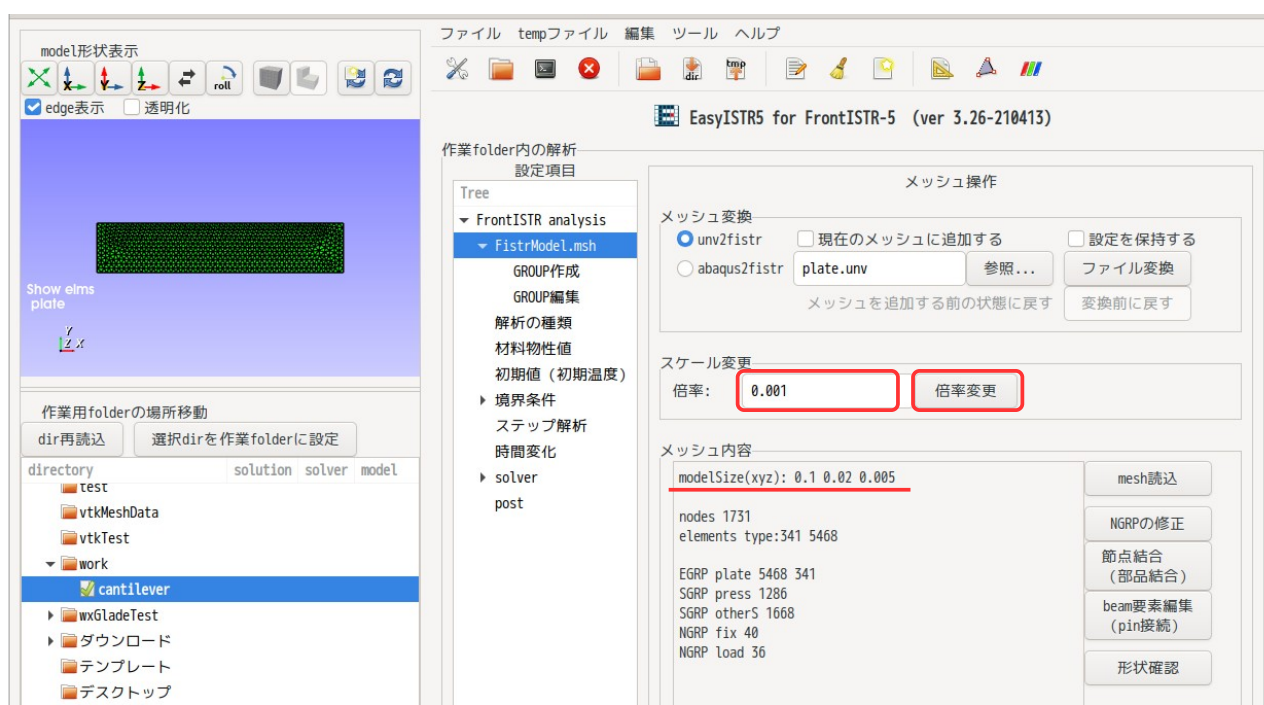 model形状表示
roll
edge表示
透明化
Show elms
plate
Y
Z X
作業用folderの場所移動
dir再読込
選択dirを作業folderに設定
directory solution solver model
test
vtkMeshData
vtkTest
work
cantilever
wxGladeTest
ダウンロード
テンプレート
デスクトップ
ファイル tempファイル 編集 ツール ヘルプ
dir
tmp
EasyISTR5 for FrontISTR-5 (ver 3.26-210413)
作業folder内の解析
設定項目
Tree
FrontISTR analysis
FistrModel.msh
GROUP作成
GROUP編集
解析の種類
材料物性値
初期値（初期温度）
境界条件
ステップ解析
時間変化
solver
post
メッシュ操作
メッシュ変換
unv2fistr 現在のメッシュに追加する 設定を保持する
abaqus2fistr plate.unv 参照... ファイル変換
メッシュを追加する前の状態に戻す 変換前に戻す
スケール変更
倍率: 0.001 倍率変更
メッシュ内容
modelSize(xyz): 0.1 0.02 0.005
nodes 1731
elements type:341 5468
EGRP plate 5468 341
SGRP press 1286
SGRP otherS 1668
NGRP fix 40
NGRP load 36
mesh読込
NGRPの修正
節点結合
（部品結合）
beam要素編集
(pin接続)
形状確認